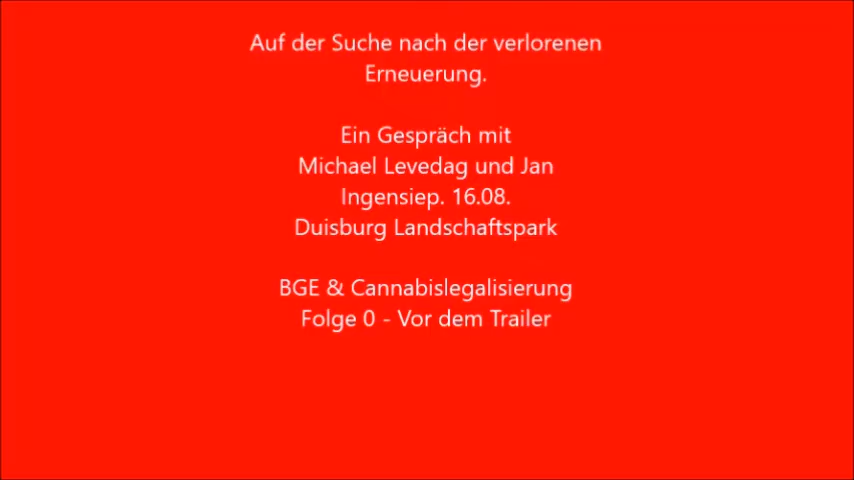 Auf der Suche nach der verlorenen
Erneuerung.
Ein Gespräch mit
Michael Levedag und Jan
Ingensiep. 16.08.
Duisburg Landschaftspark
BGE & Cannabislegalisierung
Folge 0 - Vor dem Trailer